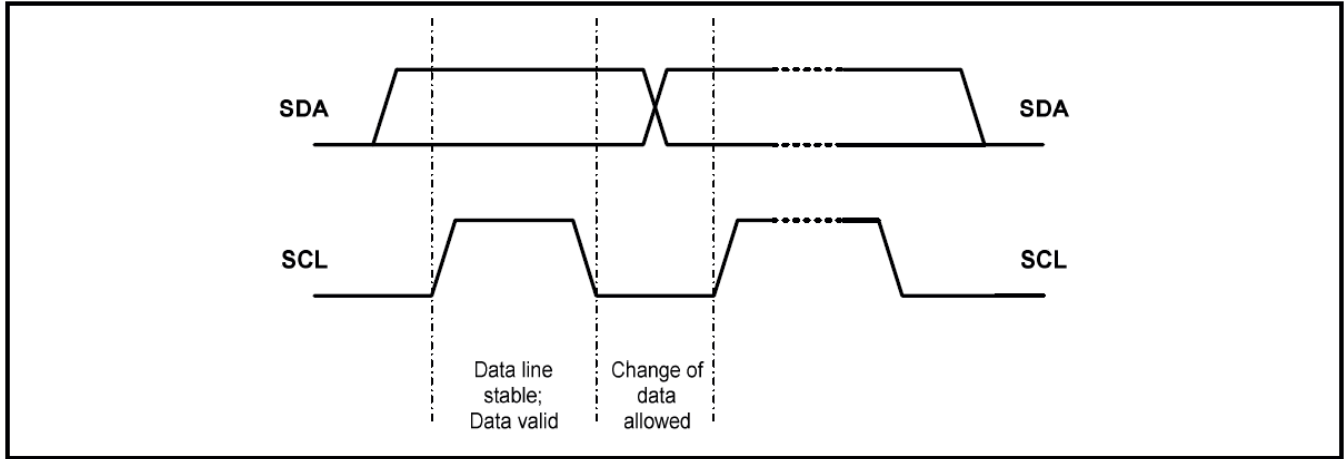 SDA
SDA
SCL
SCL
Data line
stable;
Data valid
Change of
data
allowed